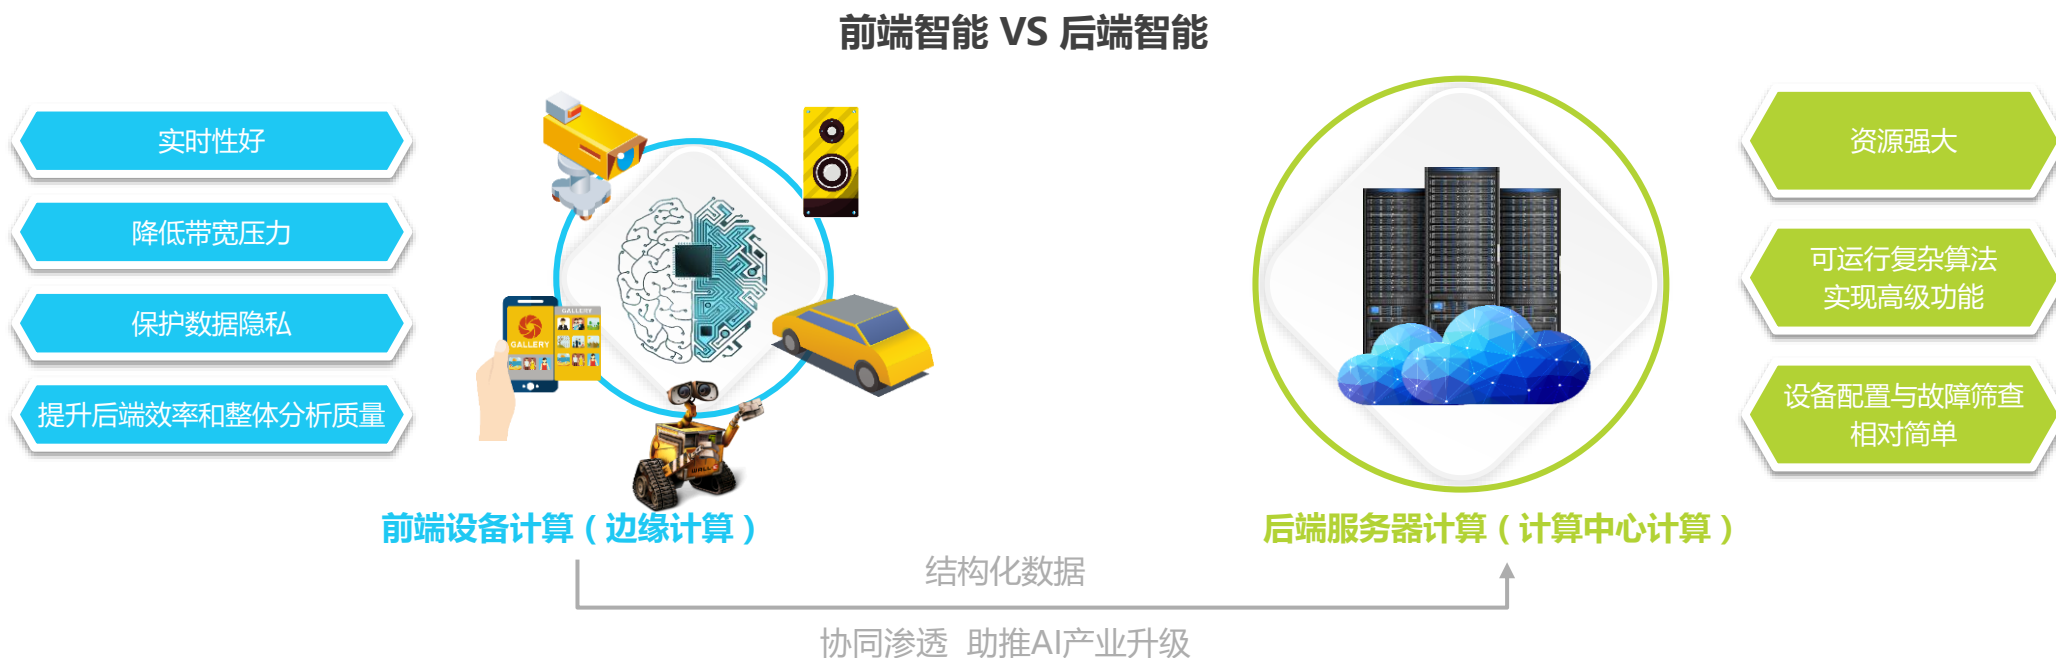 前端智能 VS 后端智能
实时性好
降低带宽压力
保护数据隐私
提升后端效率和整体分析质量
GALLERY
GALLERY
WALL
前端设备计算（边缘计算）
资源强大
可运行复杂算法
实现高级功能
设备配置与故障筛查
相对简单
后端服务器计算（计算中心计算）
结构化数据
协同渗透 助推AI产业升级